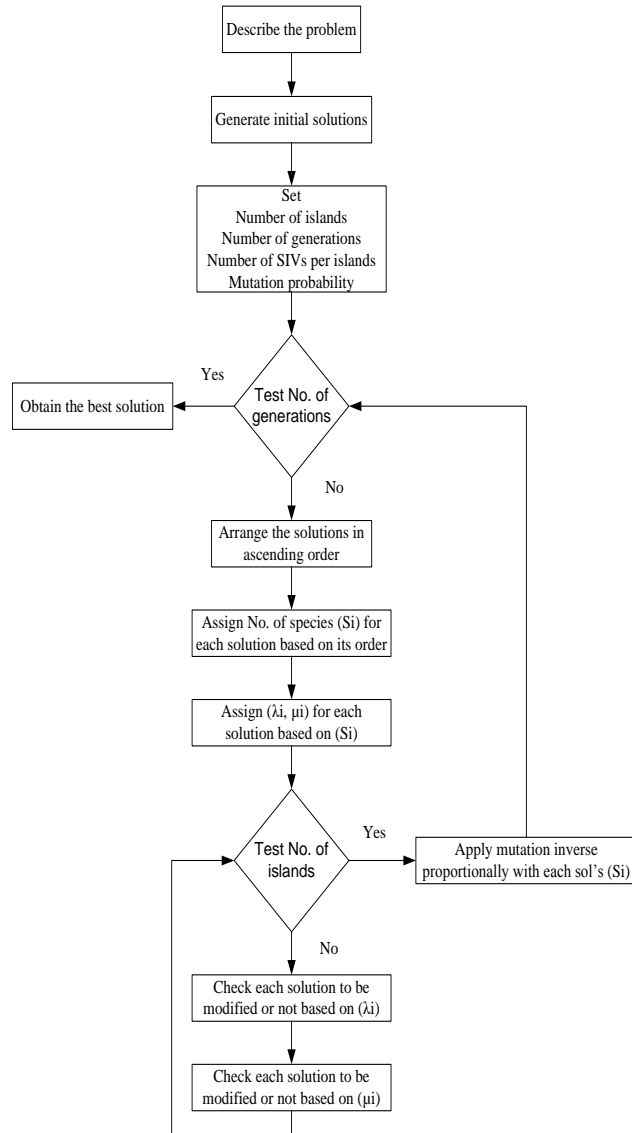 Describe the problem
Generate initial solutions
Set
Number of islands
Number of generations
Number of SIVs per islands
Mutation probability
Yes
Test No. of
generations
Obtain the best solution
No
Arrange the solutions in
ascending order
Assign No. of species (Si) for
each solution based on its order
Assign (λi, μi) for each
solution based on (Si)
Test No. of
islands
Yes
Apply mutation inverse
proportionally with each sol’s (Si)
No
Check each solution to be
modified or not based on (λi)
Check each solution to be
modified or not based on (μi)